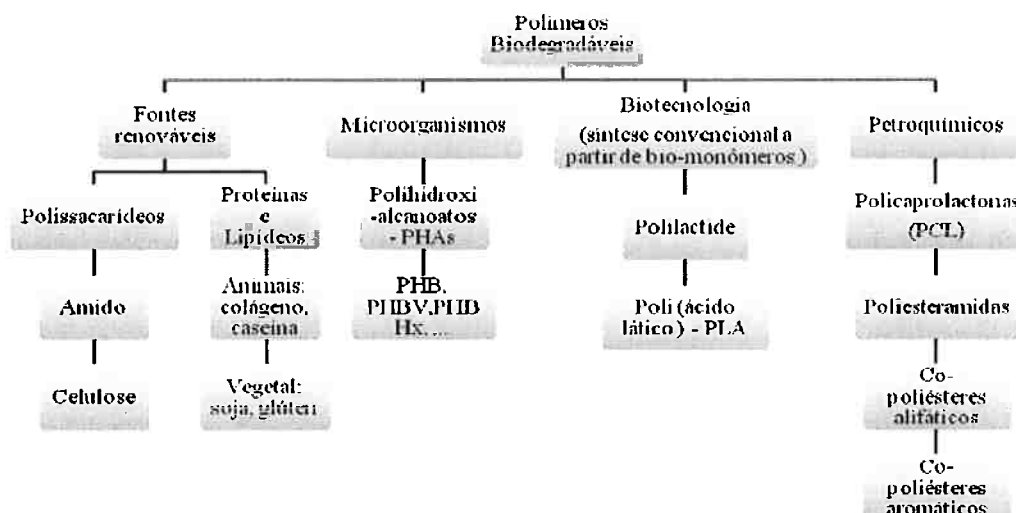 Polímeros
Biodegradáveis
Fontes
renováveis
Microorganismos
Biotecnologia
(síntese convencional a
partir de bio-monômeros)
Petroquímicos
Polissacarídeos
Proteínas
e
Lipídeos
Polihidroxi
-alcanoatos
- PHAs
Polilactide
Policaprolactonas
(PCL)
Amido
Animais:
colágeno,
caseína
PHB,
PHBV,PHB
Hx, ...
Poli (ácido
lático) - PLA
Poliesteramidas
Celulose
Vegetal:
soja, glúten
Co-
poliésteres
alifáticos
Co-
poliésteres
aromáticos